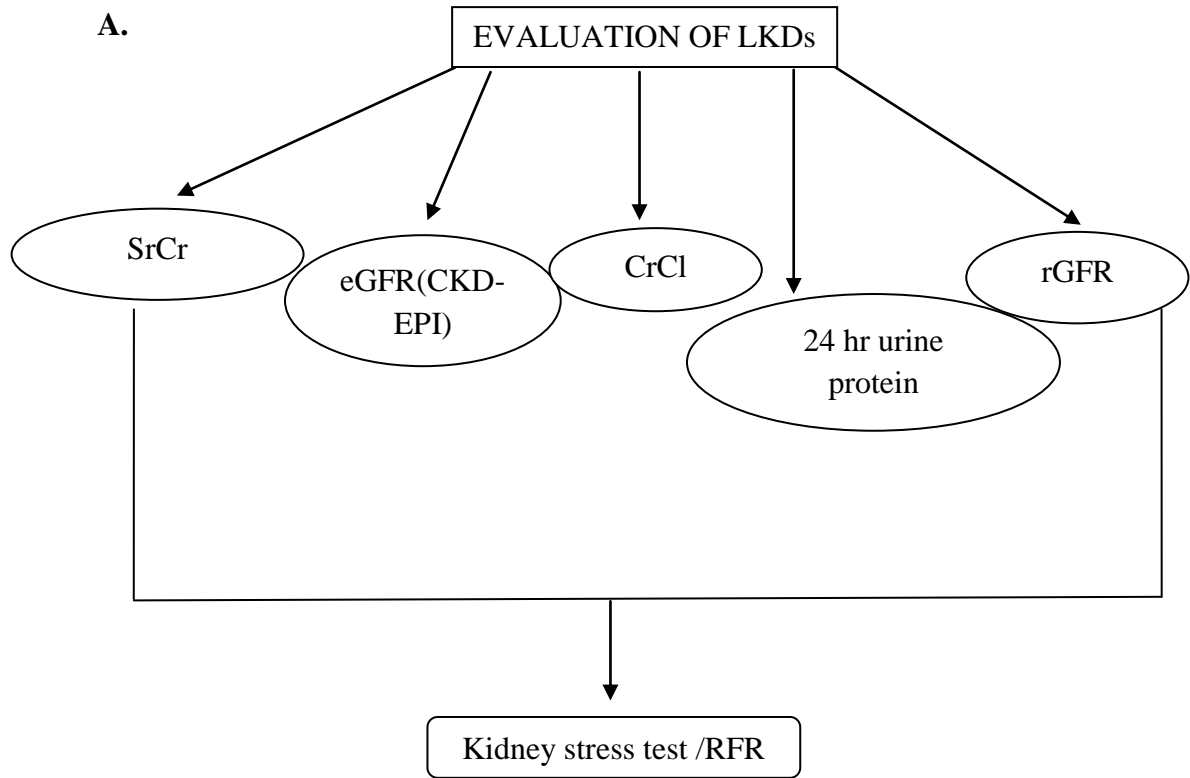 A.
EVALUATION OF LKDs
SrCr
eGFR(CKD-
EPI)
CrCl
24 hr urine
protein
rGFR
Kidney stress test /RFR